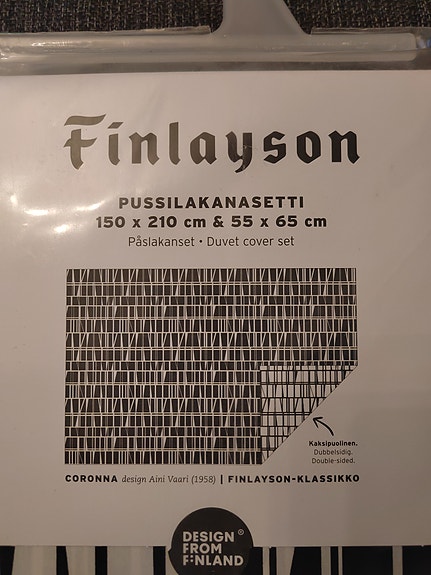 Finlayson
PUSSILAKANASETTI
150 x 210 cm & 55 x 65 cm
Påslakanset • Duvet cover set
Kaksipuolinen.
Dubbelsidig.
Double-sided.
CORONNA design Aini Vaari (1958) | FINLAYSON-KLASSIKKO
DESIGN ®
FROM
F:NLAND